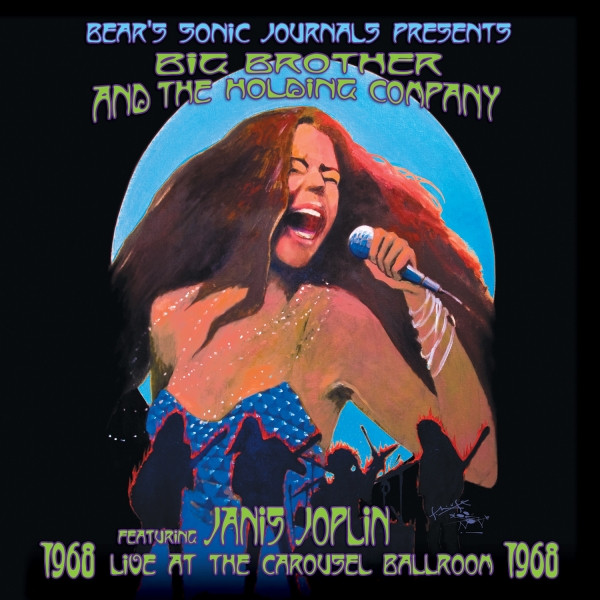 BEAR'S SONIC JOURNALS PRESENTS
BIG BROTHER
AND THE HOLDING COMPANY
FEATURING JANIS JOPLIN
1968 LIVE AT THE CAROUSEL BALLROOM 1968